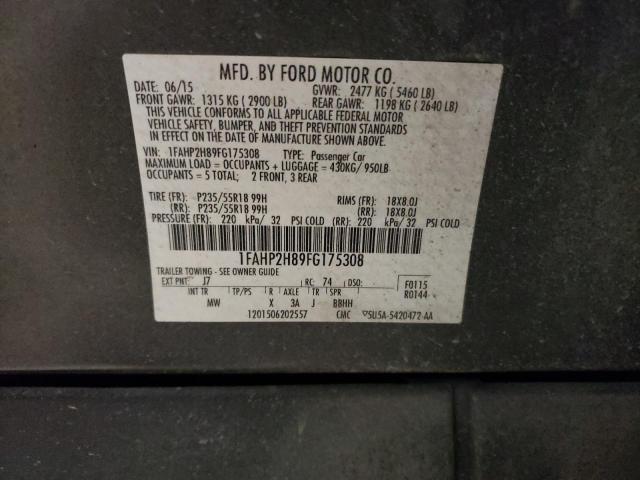 MFD. BY FORD MOTOR CO.
DATE: 06/15 GVWR: 2477 KG ( 5460 LB)
FRONT GAWR: 1315 KG ( 2900 LB) REAR GAWR: 1198 KG ( 2640 LB)
THIS VEHICLE CONFORMS TO ALL APPLICABLE FEDERAL MOTOR
VEHICLE SAFETY, BUMPER, AND THEFT PREVENTION STANDARDS
IN EFFECT ON THE DATE OF MANUFACTURE SHOWN ABOVE.
VIN: 1FAHP2H89FG175308 TYPE: Passenger Car
MAXIMUM LOAD = OCCUPANTS + LUGGAGE = 430KG/ 950LB
OCCUPANTS = 5 TOTAL; 2 FRONT, 3 REAR
TIRE (FR): P235/55R18 99H RIMS (FR): 18X8.0J
(RR): P235/55R18 99H (RR): 18X8.0J
PRESSURE (FR): 220 kPa/ 32 PSI COLD (RR): 220 kPa/ 32 PSI COLD
1FAHP2H89FG175308
TRAILER TOWING - SEE OWNER GUIDE
EXT PNT: J7 RC: 74 DSO: F0115
INT TR TP/PS R AXLE TR SPR R0144
MW X 3A J BBHH
1201506202557 CMC 5U5A-5420472-AA